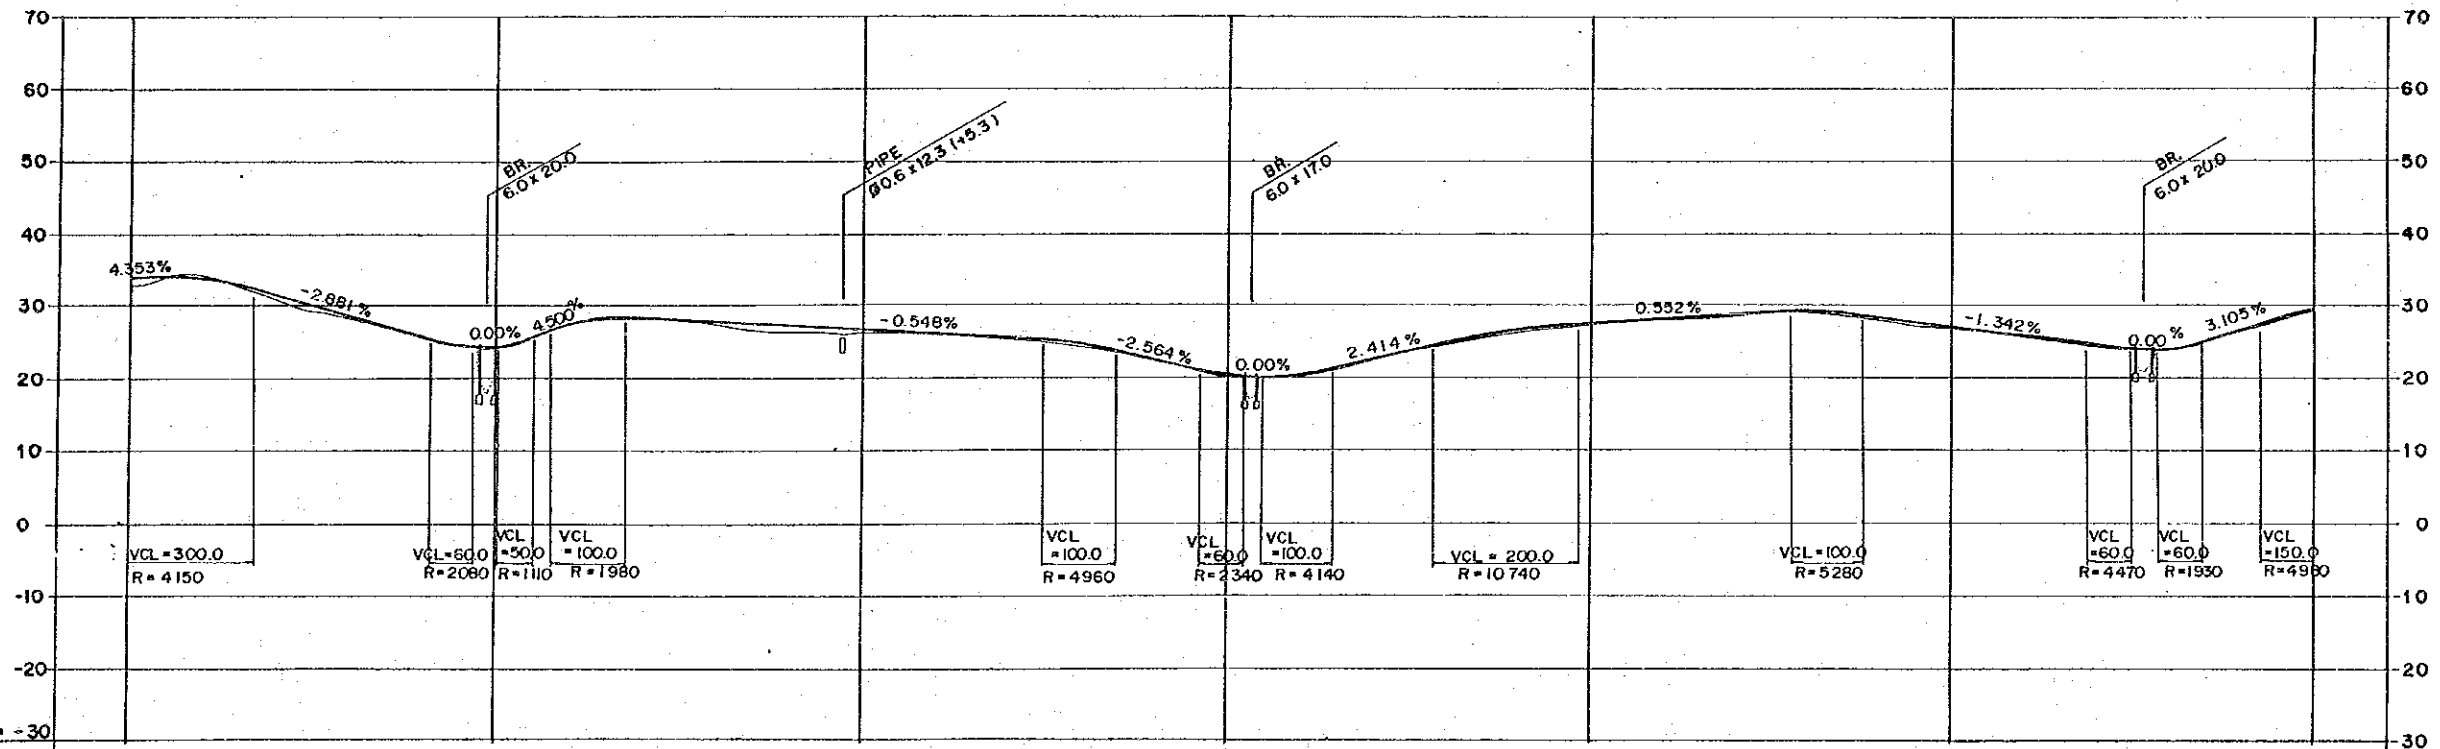 70
60
50
40
30
20
10
0
-10
-20
-30
70
60
50
40
30
20
10
0
-10
-20
-30
BR.
6.0 x 20.0
PIPE
Ø0.6 x 12.3 (+5.3)
BR.
6.0 x 17.0
BR.
6.0 x 20.0
4.353%
-2.881%
0.00%
4.500%
-0.548%
-2.564%
0.00%
2.414%
0.552%
-1.342%
0.00%
3.105%
VCL=300.0
R=4150
VCL=60.0
R=2080
VCL
=50.0
R=1110
VCL
=100.0
R=1980
VCL
=100.0
R=4960
VCL
=60.0
R=2340
VCL
=100.0
R=4140
VCL=200.0
R=10740
VCL=100.0
R=5280
VCL
=60.0
R=4470
VCL
=60.0
R=1930
VCL
=150.0